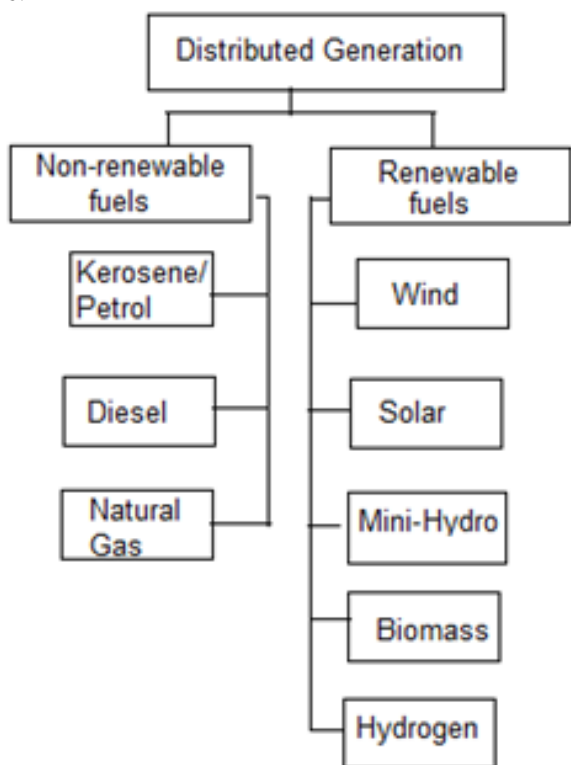 Distributed Generation
Non-renewable
fuels
Kerosene/
Petrol
Diesel
Natural
Gas
Renewable
fuels
Wind
Solar
Mini-Hydro
Biomass
Hydrogen